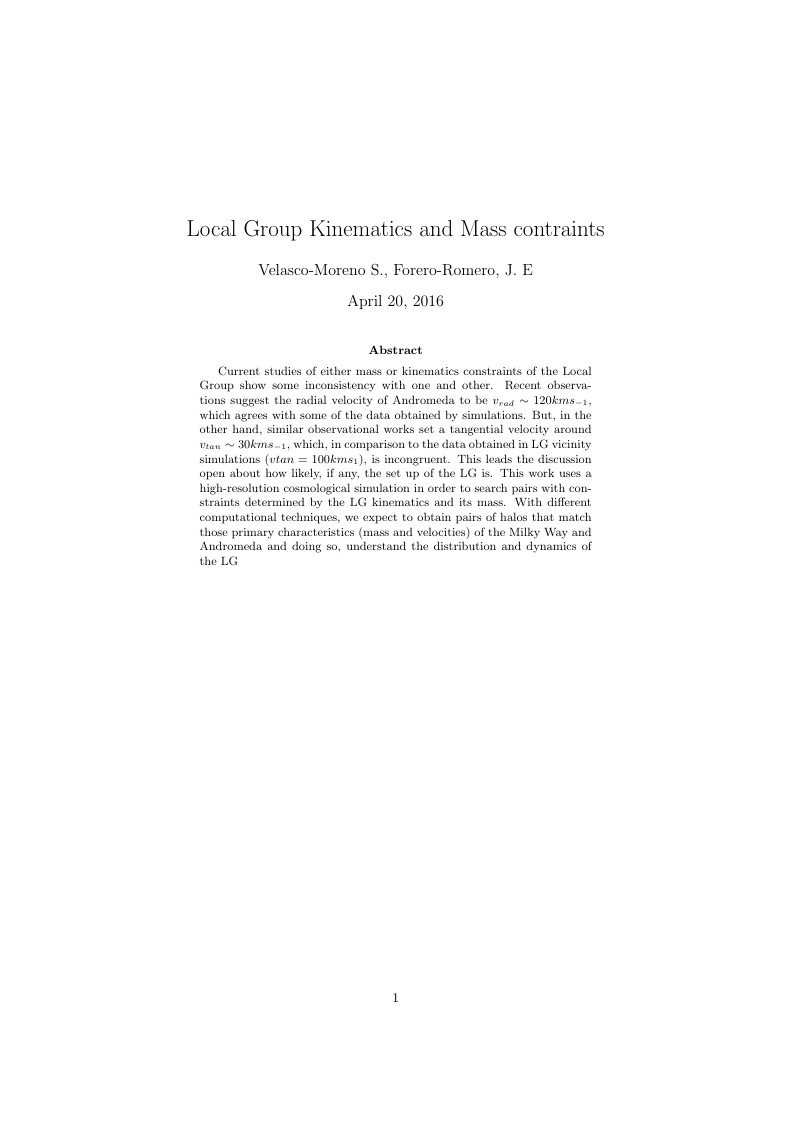 Local Group Kinematics and Mass contraints
Velasco-Moreno S., Forero-Romero, J. E
April 20, 2016
Abstract
Current studies of either mass or kinematics constraints of the Local
Group show some inconsistency with one and other. Recent observa-
tions suggest the radial velocity of Andromeda to be v_{rad} ∼ 120kms_{−1},
which agrees with some of the data obtained by simulations. But, in the
other hand, similar observational works set a tangential velocity around
v_{tan} ∼ 30kms_{−1}, which, in comparison to the data obtained in LG vicinity
simulations (vtan = 100kms_{1}), is incongruent. This leads the discussion
open about how likely, if any, the set up of the LG is. This work uses a
high-resolution cosmological simulation in order to search pairs with con-
straints determined by the LG kinematics and its mass. With different
computational techniques, we expect to obtain pairs of halos that match
those primary characteristics (mass and velocities) of the Milky Way and
Andromeda and doing so, understand the distribution and dynamics of
the LG
1